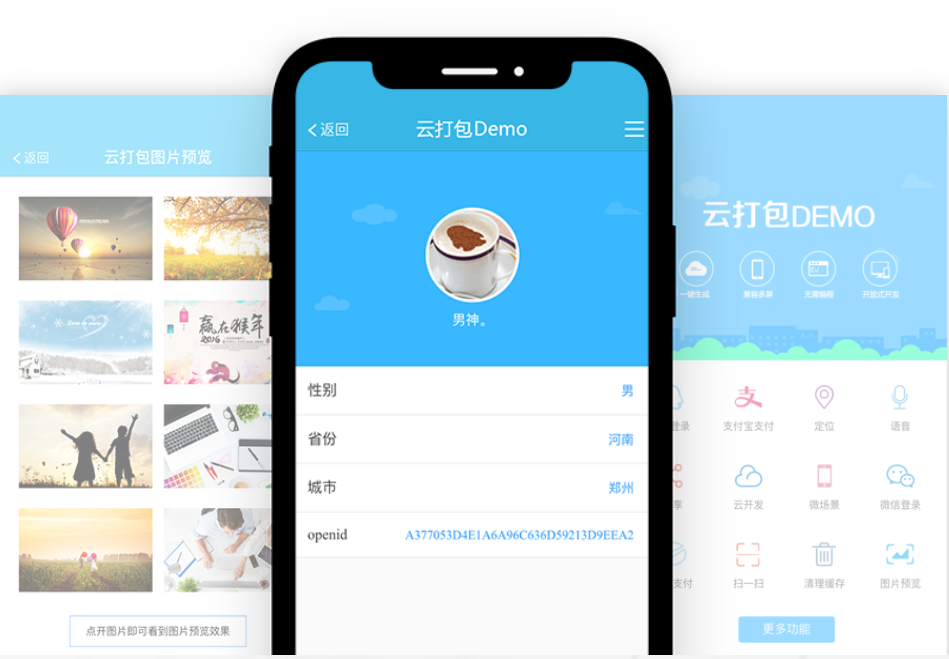 返回
云打包图片预览
赢在猴年
2016
点开图片即可看到图片预览效果
返回
云打包Demo
男神。
性别
男
省份
河南
城市
郑州
openid
A377053D4E1A6A96C636D59213D9EEA2
云打包DEMO
一键生成
兼容多屏
无需编程
开放式开发
登录
支付宝支付
定位
语音
享
云开发
微场景
微信登录
支付
扫一扫
清理缓存
图片预览
更多功能